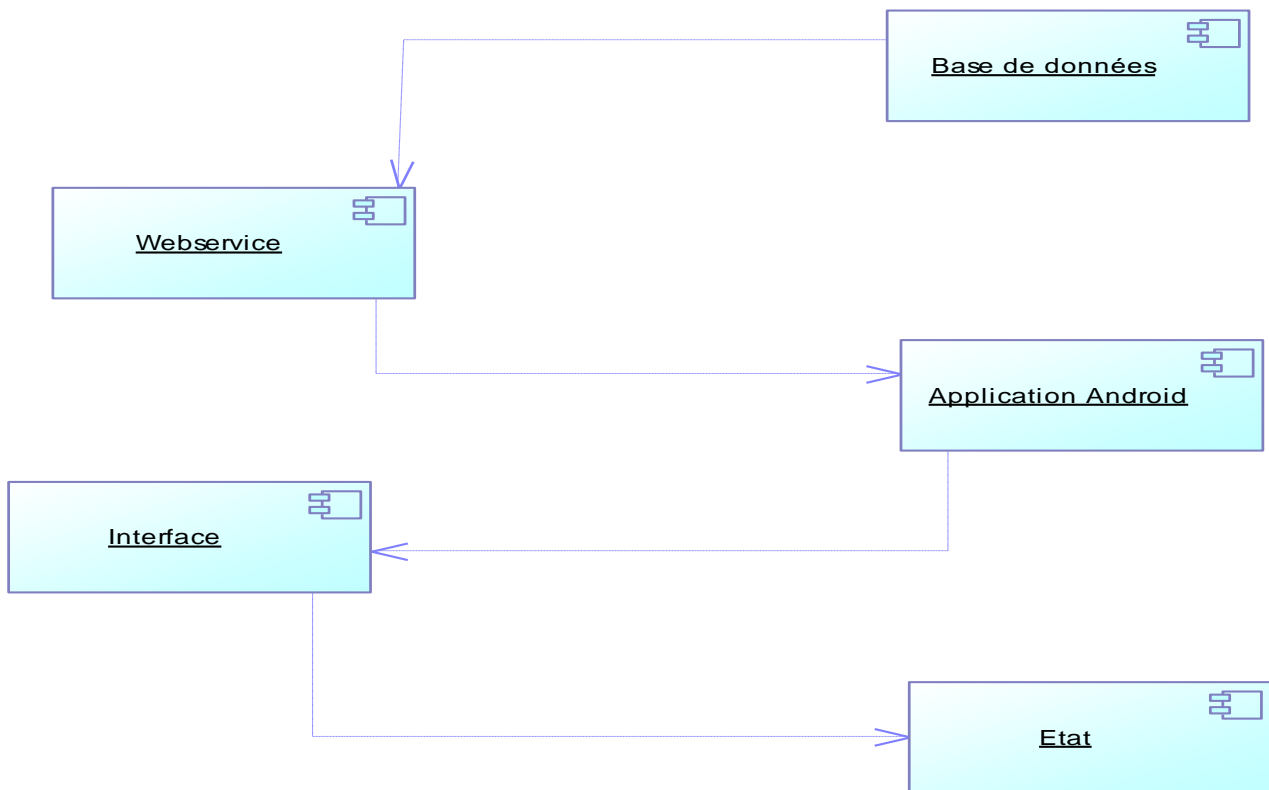 Base de données
Webservice
Application Android
Interface
Etat